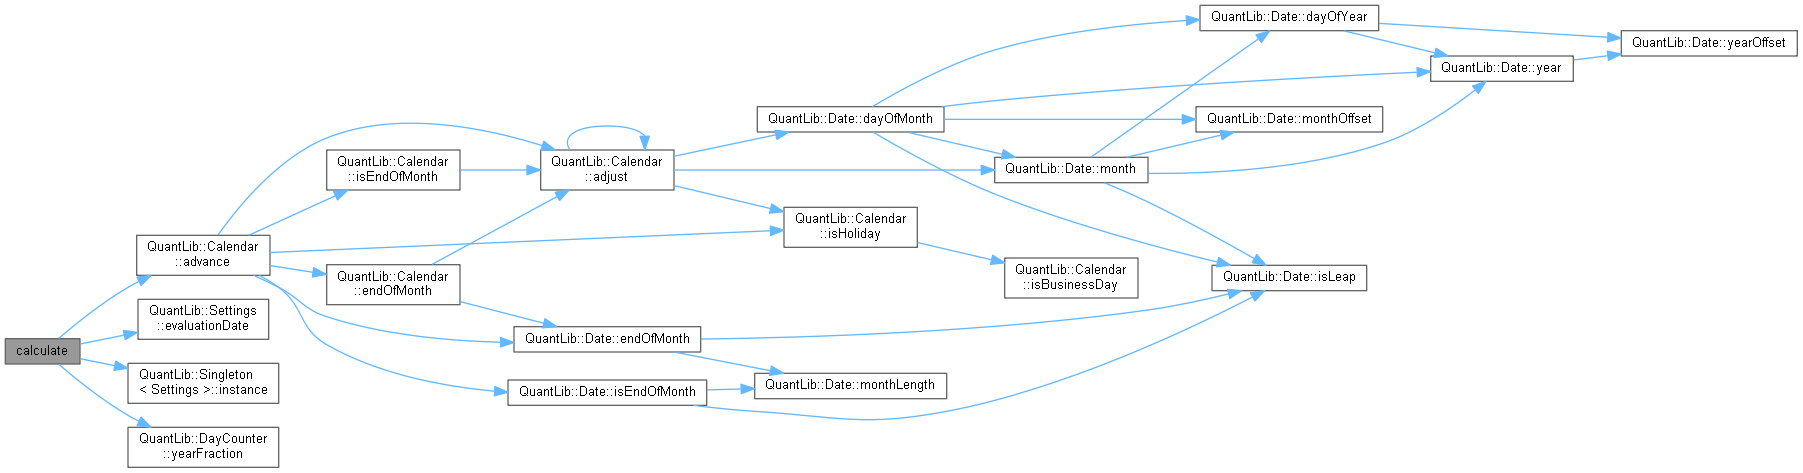 calculate
QuantLib::Calendar
::advance
QuantLib::Settings
::evaluationDate
QuantLib::Singleton
< Settings >::instance
QuantLib::DayCounter
::yearFraction
QuantLib::Calendar
::isEndOfMonth
QuantLib::Calendar
::endOfMonth
QuantLib::Calendar
::adjust
QuantLib::Date::endOfMonth
QuantLib::Date::isEndOfMonth
QuantLib::Date::dayOfMonth
QuantLib::Calendar
::isHoliday
QuantLib::Date::monthLength
QuantLib::Date::month
QuantLib::Calendar
::isBusinessDay
QuantLib::Date::dayOfYear
QuantLib::Date::monthOffset
QuantLib::Date::isLeap
QuantLib::Date::year
QuantLib::Date::yearOffset